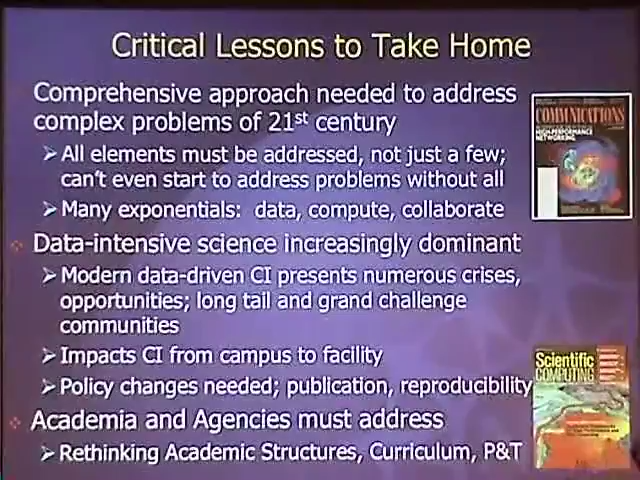 Critical Lessons to Take Home
Comprehensive approach needed to address
complex problems of 21st century
All elements must be addressed, not just a few;
can't even start to address problems without all
Many exponentials: data, compute, collaborate
COMMUNICATIONS
HIGH-PERFORMANCE
NETWORKING
Data-intensive science increasingly dominant
Modern data-driven CI presents numerous crises,
opportunities; long tail and grand challenge
communities
Impacts CI from campus to facility
Policy changes needed; publication, reproducibility
Scientific
COMPUTING
Academia and Agencies must address
Rethinking Academic Structures, Curriculum, P&T